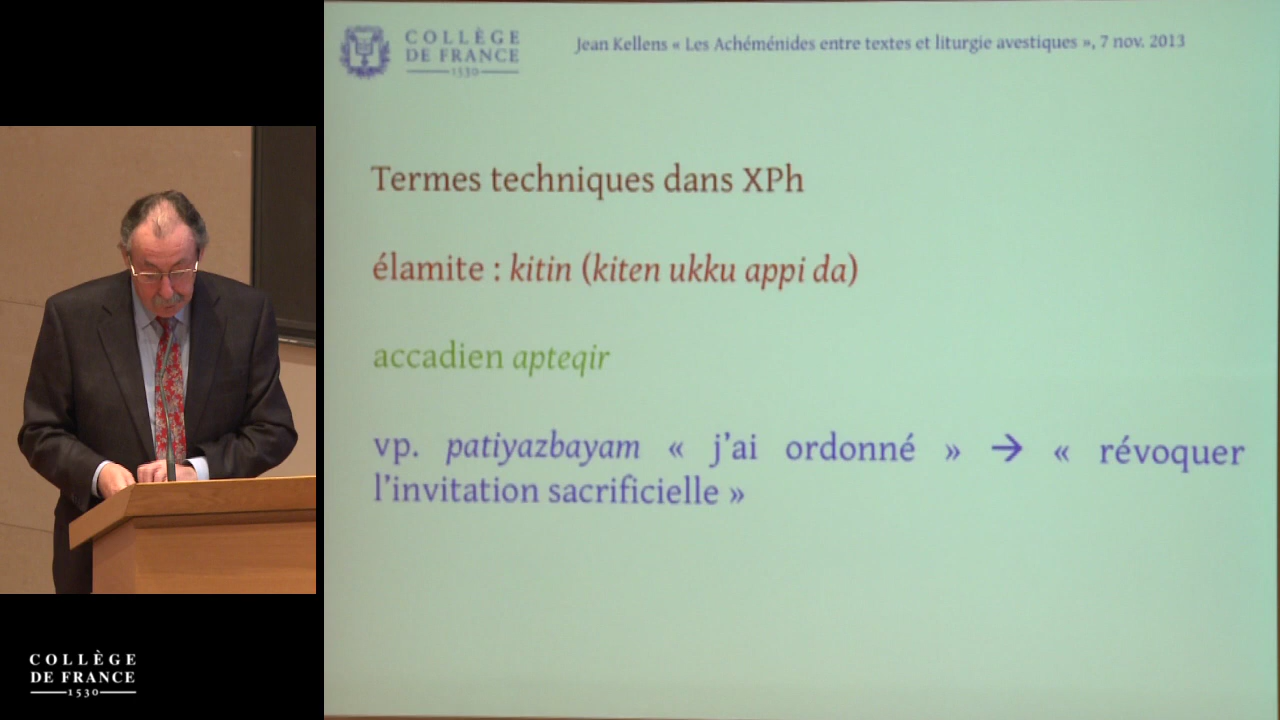 COLLÈGE
DE FRANCE
1530
Jean Kellens « Les Achéménides entre textes et liturgie avestiques », 7 nov. 2013
Termes techniques dans XPh
élamite : kitin (kiten ukku appi da)
accadien apteqir
vp. patiyazbayam « j'ai ordonné » → « révoquer
l'invitation sacrificielle »
COLLÈGE
DE FRANCE
1530